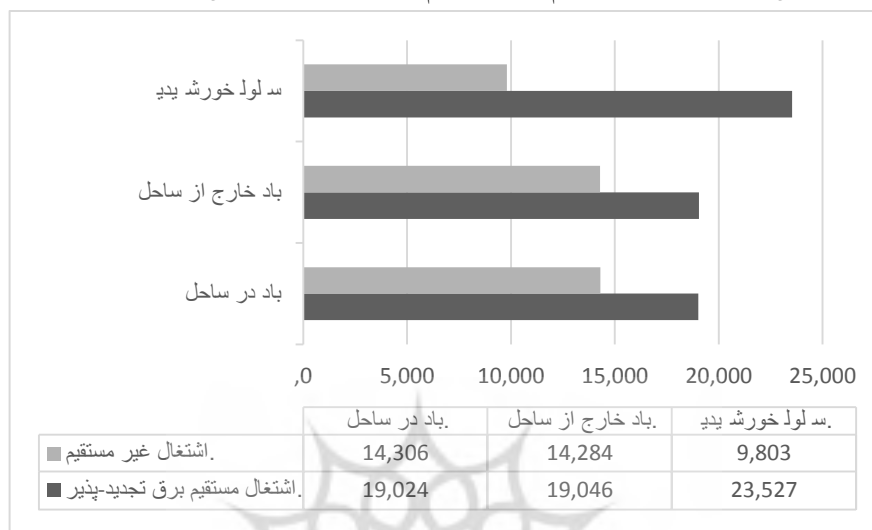 سلول خورشیدی
باد خارج از ساحل
باد در ساحل
,0 5,000 10,000 15,000 20,000 25,000
.باد در ساحل .باد خارج از ساحل .سلول خورشیدی
.اشتغال غیر مستقیم 14,306 14,284 9,803
.اشتغال مستقیم برق تجدید-پذیر 19,024 19,046 23,527